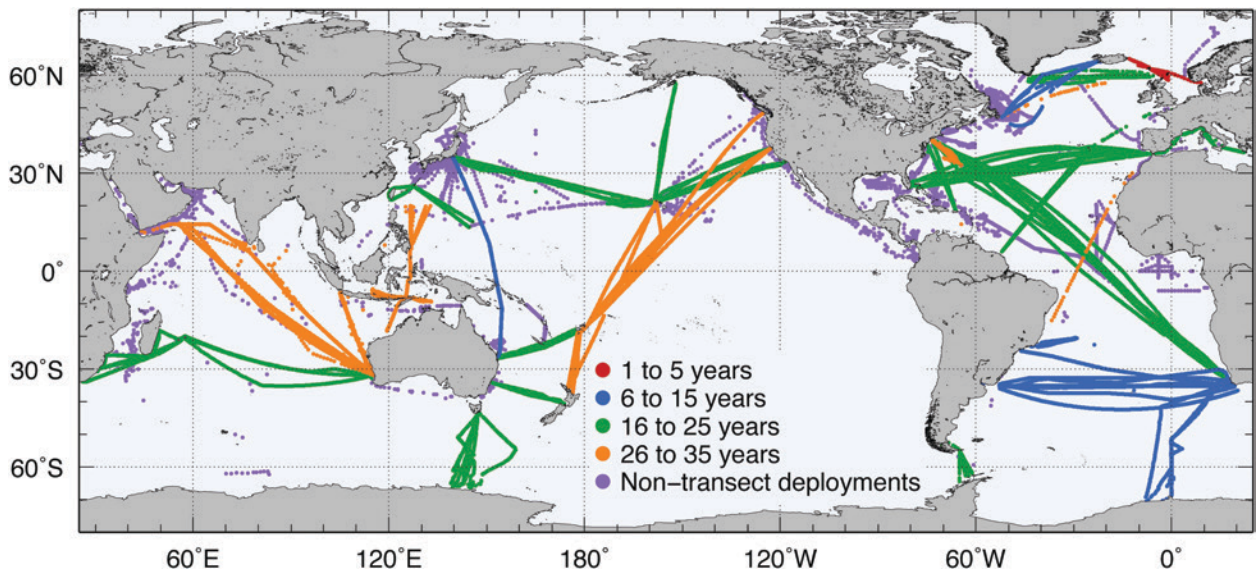 60˚N
30˚N
0˚
30˚S
60˚S
1 to 5 years
6 to 15 years
16 to 25 years
26 to 35 years
Non−transect deployments
60˚E
120˚E
180˚
120˚W
60˚W
0˚